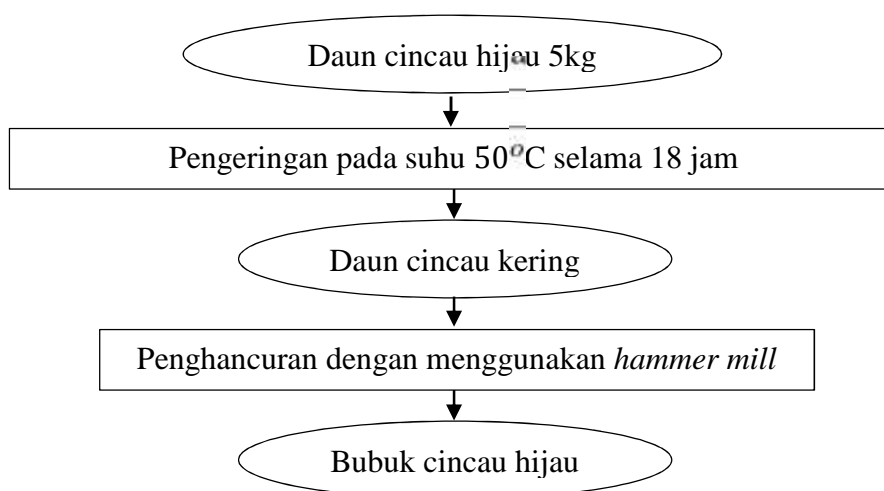 Daun cincau hijau 5kg
Pengeringan pada suhu 50°C selama 18 jam
Daun cincau kering
Penghancuran dengan menggunakan hammer mill
Bubuk cincau hijau